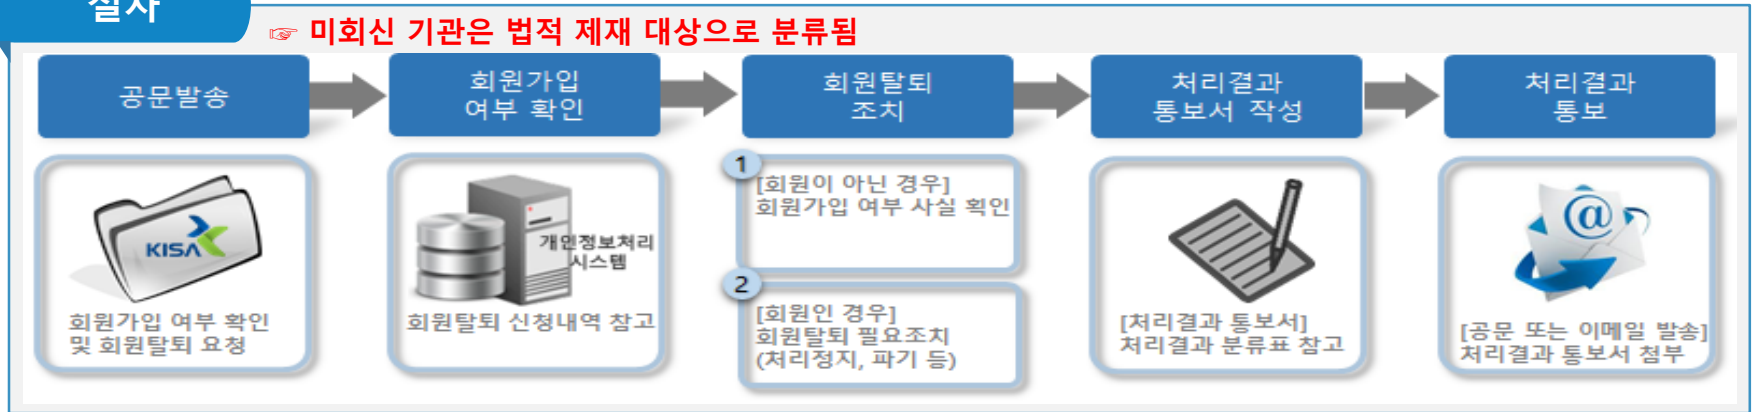 절차
☞ 미회신 기관은 법적 제재 대상으로 분류됨
공문발송
회원가입
여부 확인
회원탈퇴
조치
처리결과
통보서 작성
처리결과
통보
KISA
회원가입 여부 확인
및 회원탈퇴 요청
개인정보처리
시스템
회원탈퇴 신청내역 참고
1
[회원이 아닌 경우]
회원가입 여부 사실 확인
2
[회원인 경우]
회원탈퇴 필요조치
(처리정지, 파기 등)
[처리결과 통보서]
처리결과 분류표 참고
@
[공문 또는 이메일 발송]
처리결과 통보서 첨부